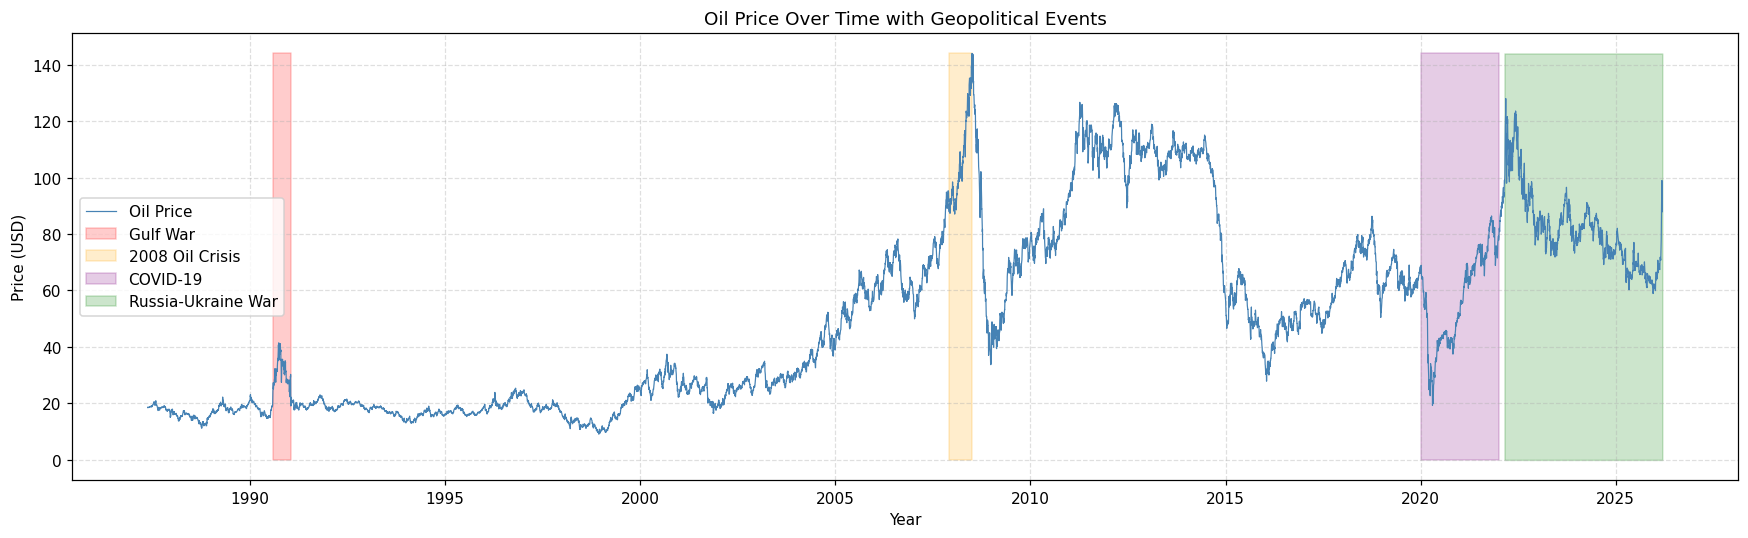 Oil Price Over Time with Geopolitical Events
Price (USD)
140
120
100
80
60
40
20
0
Oil Price
Gulf War
2008 Oil Crisis
COVID-19
Russia-Ukraine War
1990 1995 2000 2005 2010 2015 2020 2025
Year